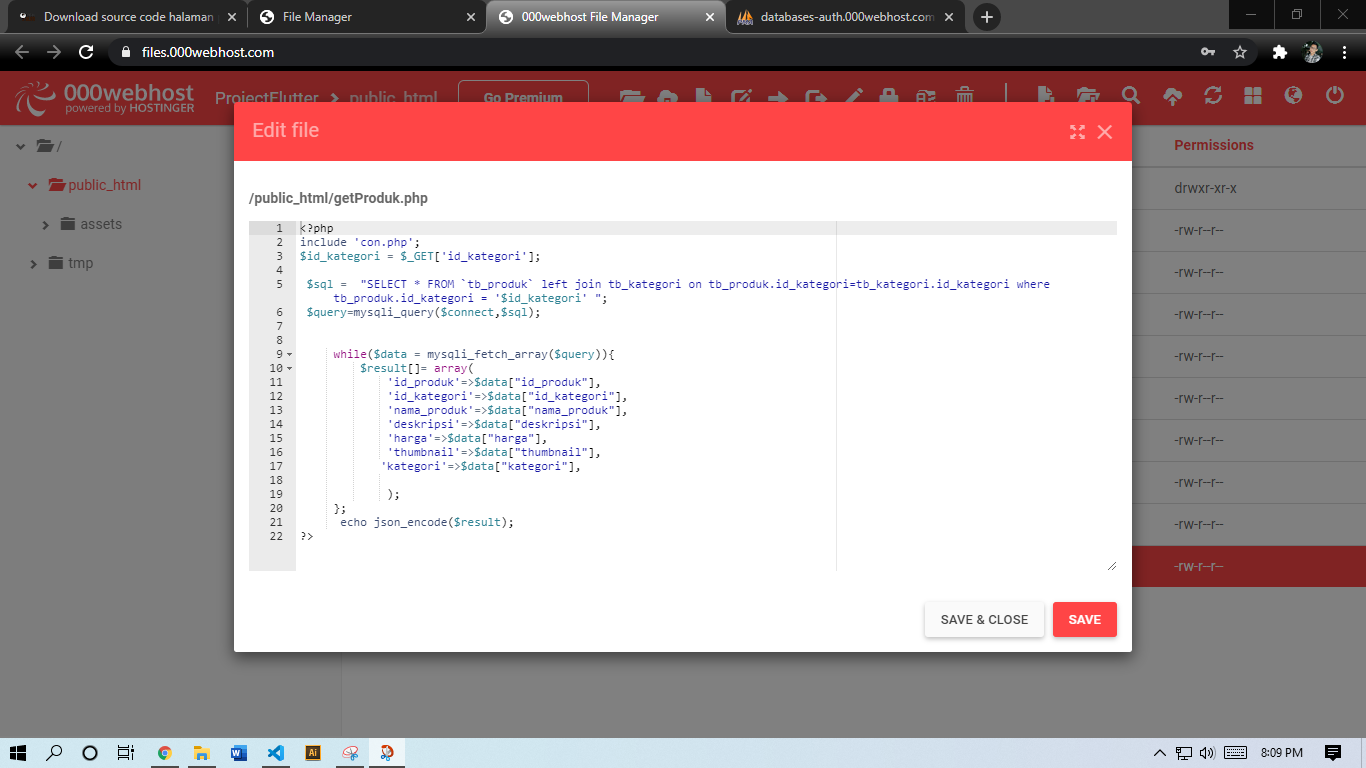 Download source code halaman
File Manager
000webhost File Manager
databases-auth.000webhost.com
files.000webhost.com
000webhost
powered by HOSTINGER
ProjectFlutter > public_html
Go Premium
Edit file
/
public_html
assets
tmp
Permissions
drwxr-xr-x
-rw-r--r--
-rw-r--r--
-rw-r--r--
-rw-r--r--
-rw-r--r--
-rw-r--r--
-rw-r--r--
-rw-r--r--
-rw-r--r--
/public_html/getProduk.php
1 <?php
2 include 'con.php';
3 $id_kategori = $_GET['id_kategori'];
4
5 $sql =  "SELECT * FROM `tb_produk` left join tb_kategori on tb_produk.id_kategori=tb_kategori.id_kategori where
tb_produk.id_kategori = '$id_kategori' ";
6 $query=mysqli_query($connect,$sql);
7
8
9 while($data = mysqli_fetch_array($query)){
10 $result[]= array(
11 'id_produk'=>$data["id_produk"],
12 'id_kategori'=>$data["id_kategori"],
13 'nama_produk'=>$data["nama_produk"],
14 'deskripsi'=>$data["deskripsi"],
15 'harga'=>$data["harga"],
16 'thumbnail'=>$data["thumbnail"],
17 'kategori'=>$data["kategori"],
18
19 );
20 };
21 echo json_encode($result);
22 ?>
SAVE & CLOSE
SAVE
8:09 PM